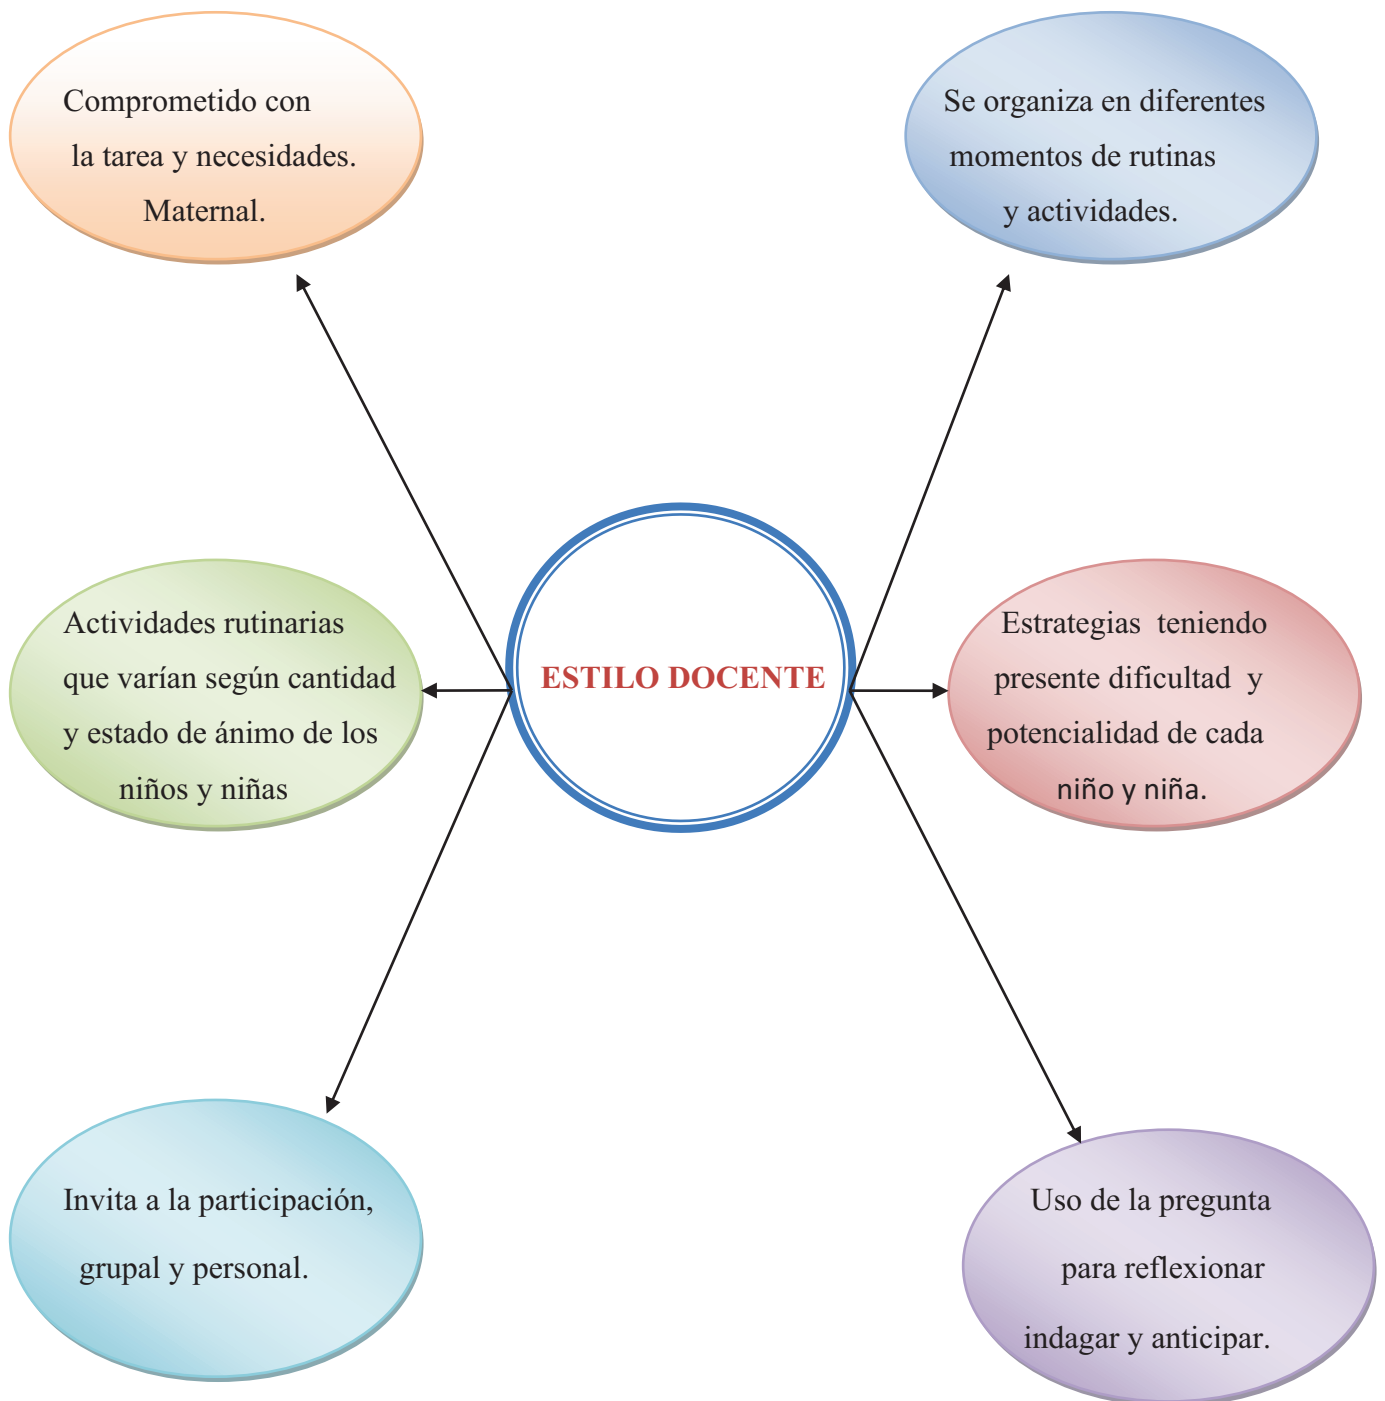 Comprometido con
la tarea y necesidades.
Maternal.
Se organiza en diferentes
momentos de rutinas
y actividades.
Actividades rutinarias
que varían según cantidad
y estado de ánimo de los
niños y niñas
ESTILO DOCENTE
Estrategias teniendo
presente dificultad y
potencialidad de cada
niño y niña.
Invita a la participación,
grupal y personal.
Uso de la pregunta
para reflexionar
indagar y anticipar.